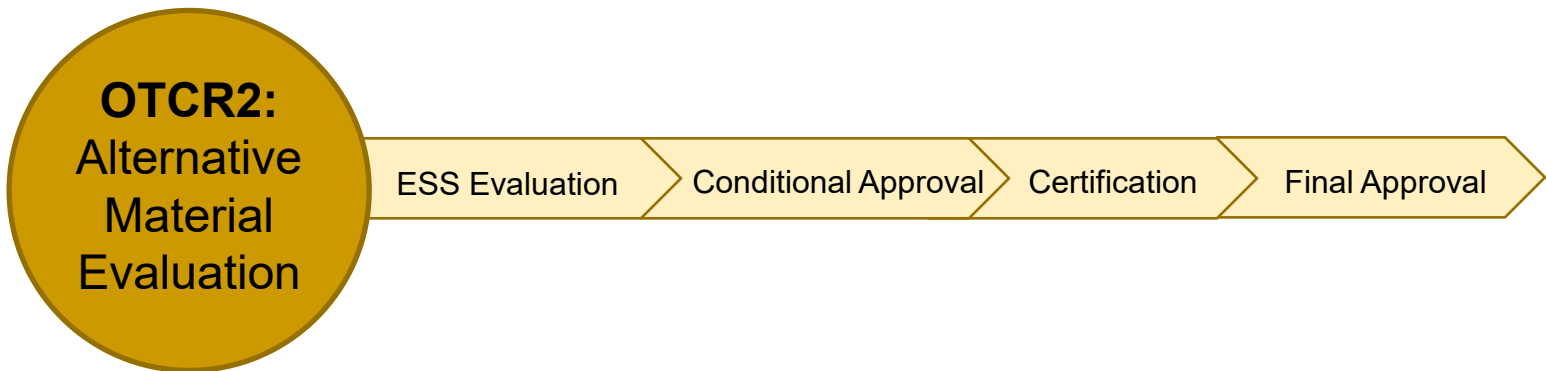 OTCR2:
Alternative
Material
Evaluation
ESS Evaluation
Conditional Approval
Certification
Final Approval